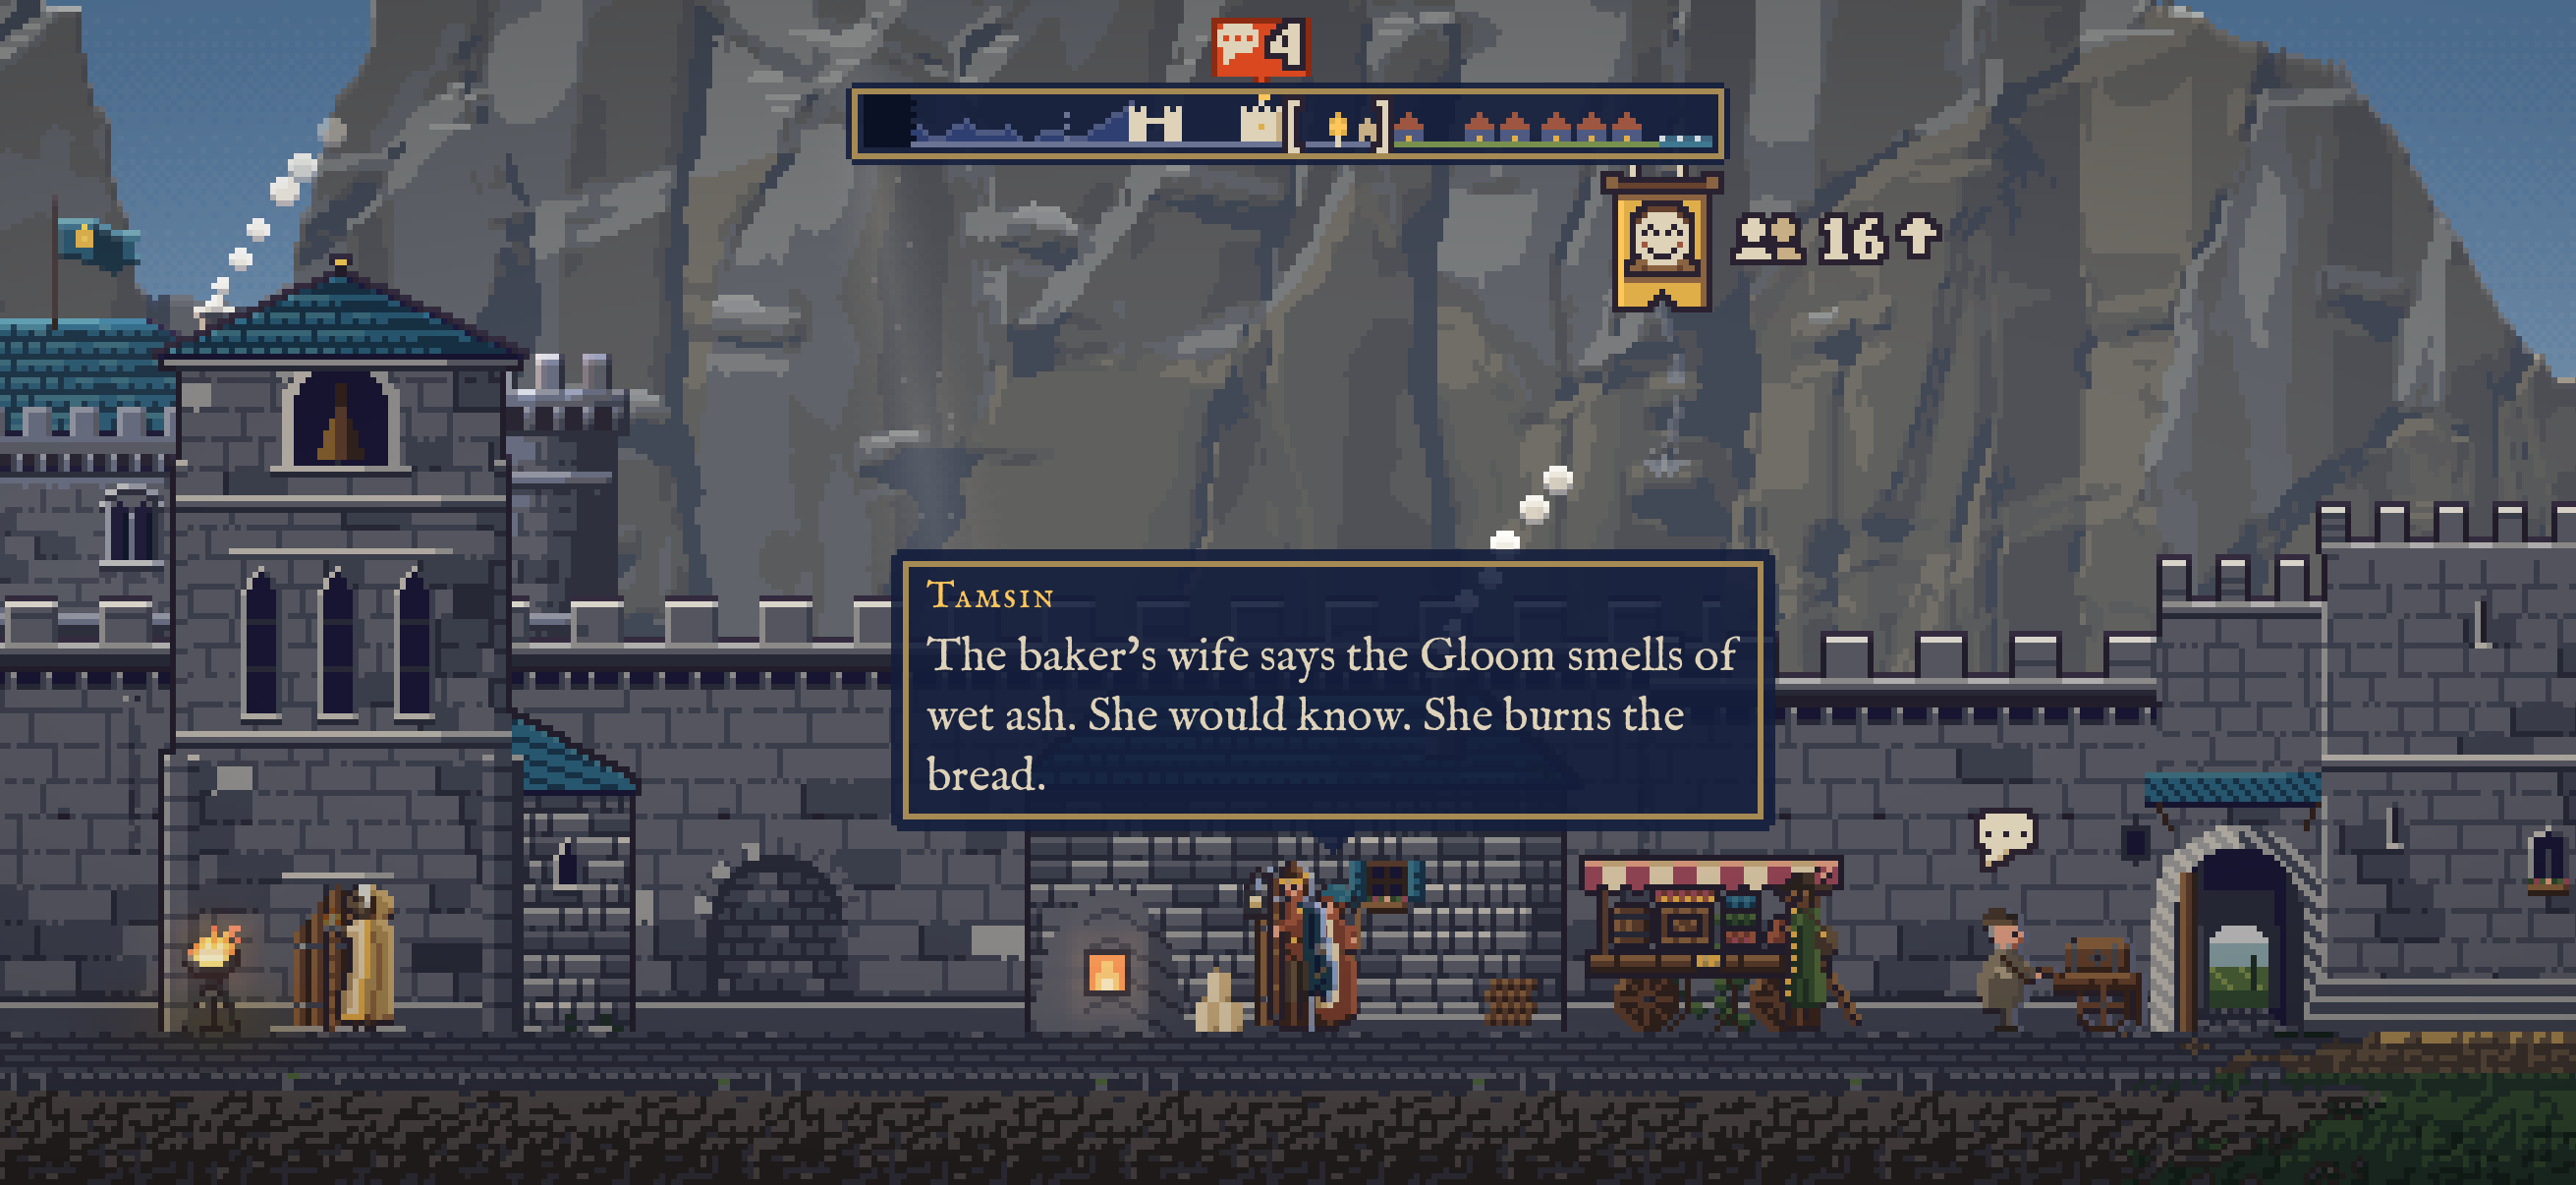 4
16
Tamsin
The baker's wife says the Gloom smells of
wet ash. She would know. She burns the
bread.